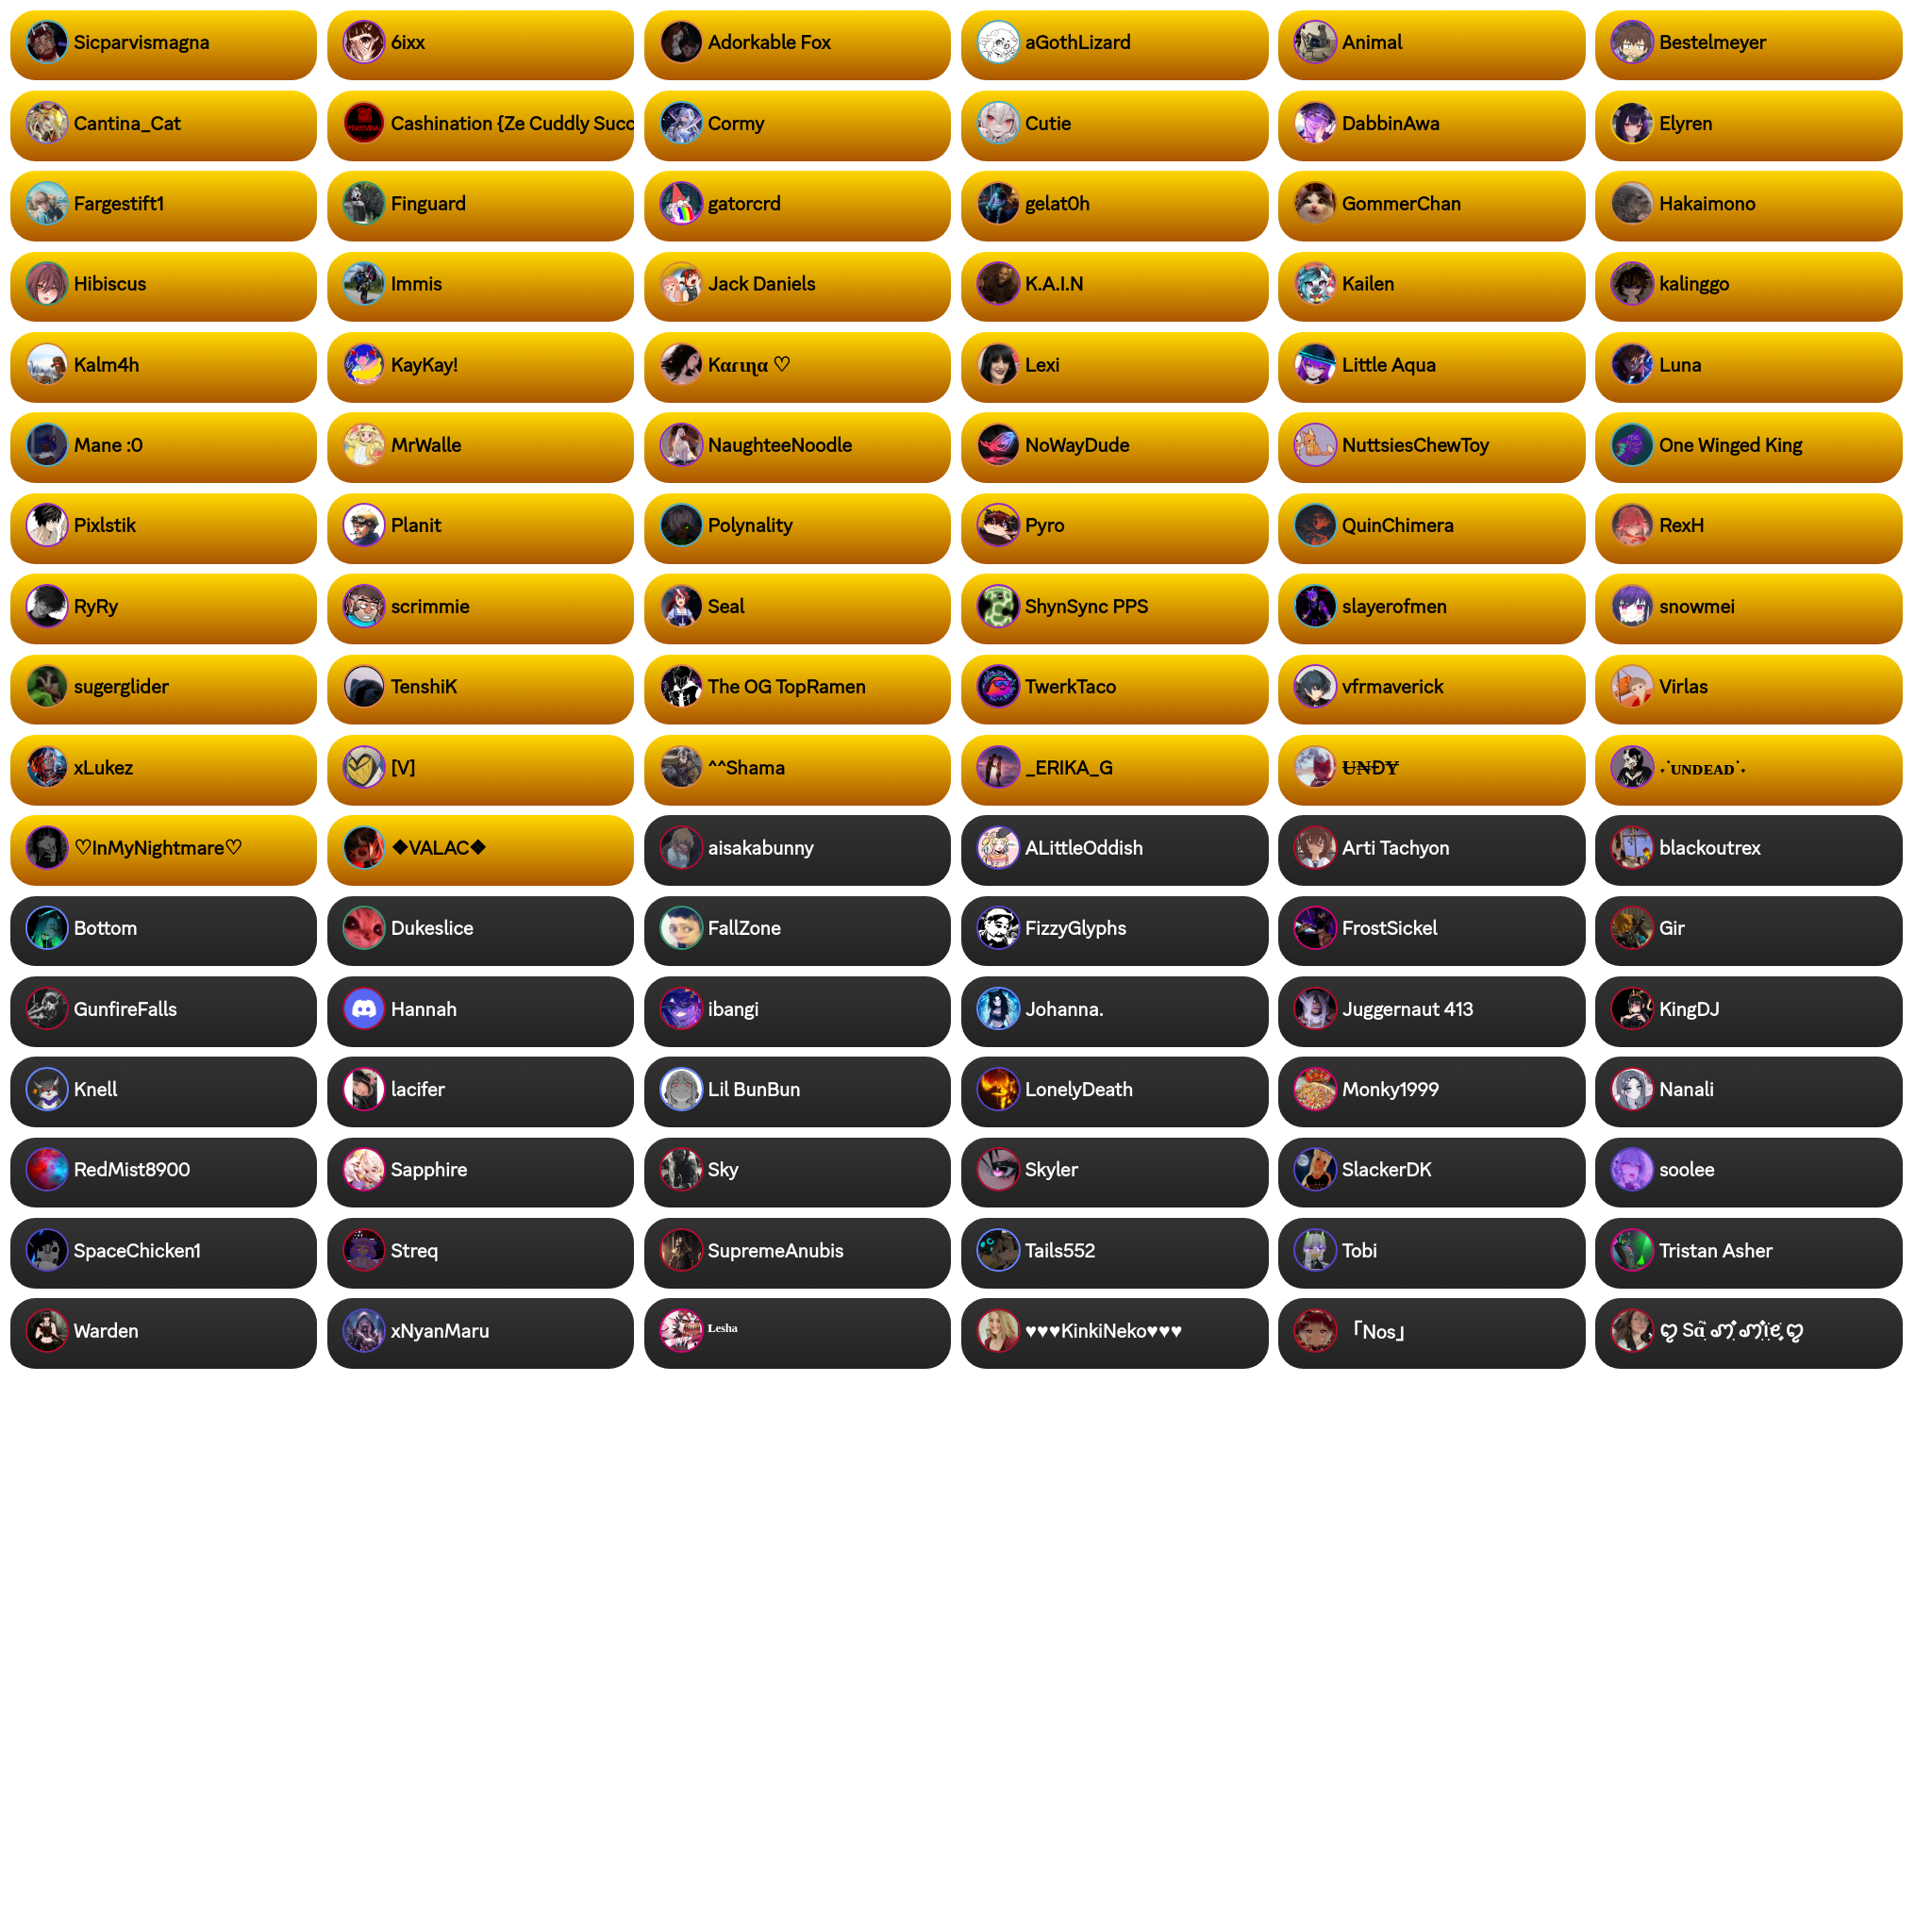 Sicparvismagna 6ixx Adorkable Fox aGothLizard Animal Bestelmeyer
Cantina_Cat Cashination {Ze Cuddly Succ Cormy Cutie DabbinAwa Elyren
Fargestift1 Finguard gatorcrd gelat0h GommerChan Hakaimono
Hibiscus Immis Jack Daniels K.A.I.N Kailen kalinggo
Kalm4h KayKay! Kαɾιɳα ♡ Lexi Little Aqua Luna
Mane :0 MrWalle NaughteeNoodle NoWayDude NuttsiesChewToy One Winged King
Pixlstik Planit Polynality Pyro QuinChimera RexH
RyRy scrimmie Seal ShynSync PPS slayerofmen snowmei
sugerglider TenshiK The OG TopRamen TwerkTaco vfrmaverick Virlas
xLukez [V] ^^Shama _ERIKA_G U̶N̶ĐY̶ ˖˙ᴜɴᴅᴇᴀᴅ˙˖
♡InMyNightmare♡ ❖VALAC❖ aisakabunny ALittleOddish Arti Tachyon blackoutrex
Bottom Dukeslice FallZone FizzyGlyphs FrostSickel Gir
GunfireFalls Hannah ibangi Johanna. Juggernaut 413 KingDJ
Knell lacifer Lil BunBun LonelyDeath Monky1999 Nanali
RedMist8900 Sapphire Sky Skyler SlackerDK soolee
SpaceChicken1 Streq SupremeAnubis Tails552 Tobi Tristan Asher
Warden xNyanMaru ᴸᵉˢʰᵃ ♥♥♥KinkiNeko♥♥♥ 「Nos」